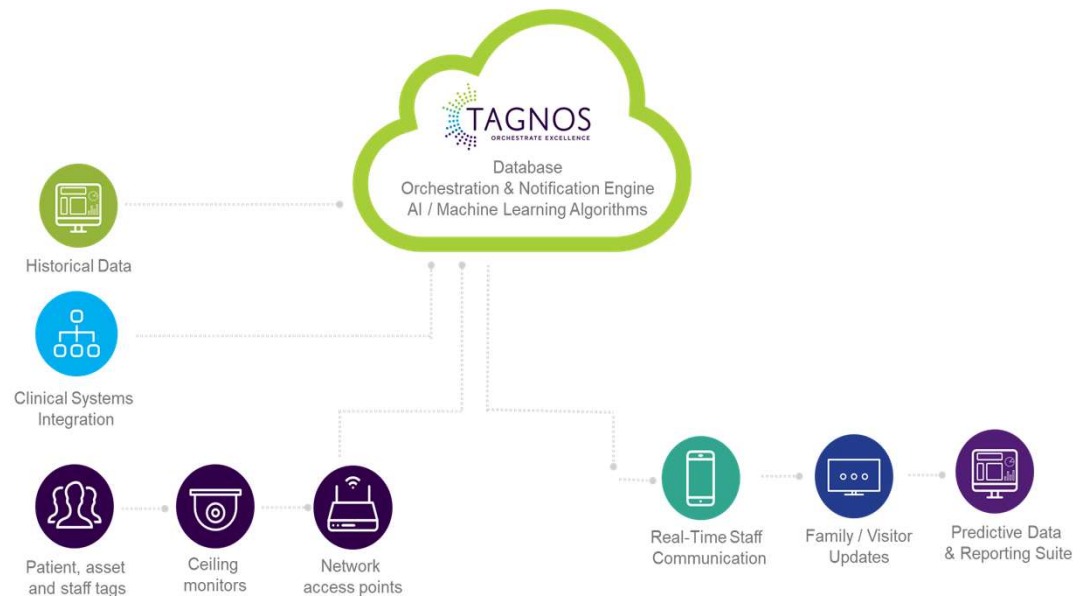 TAGNOS
ORCHESTRATE EXCELLENCE
Database
Orchestration & Notification Engine
AI / Machine Learning Algorithms
Historical Data
Clinical Systems
Integration
Patient, asset
and staff tags
Ceiling
monitors
Network
access points
Real-Time Staff
Communication
Family / Visitor
Updates
Predictive Data
& Reporting Suite